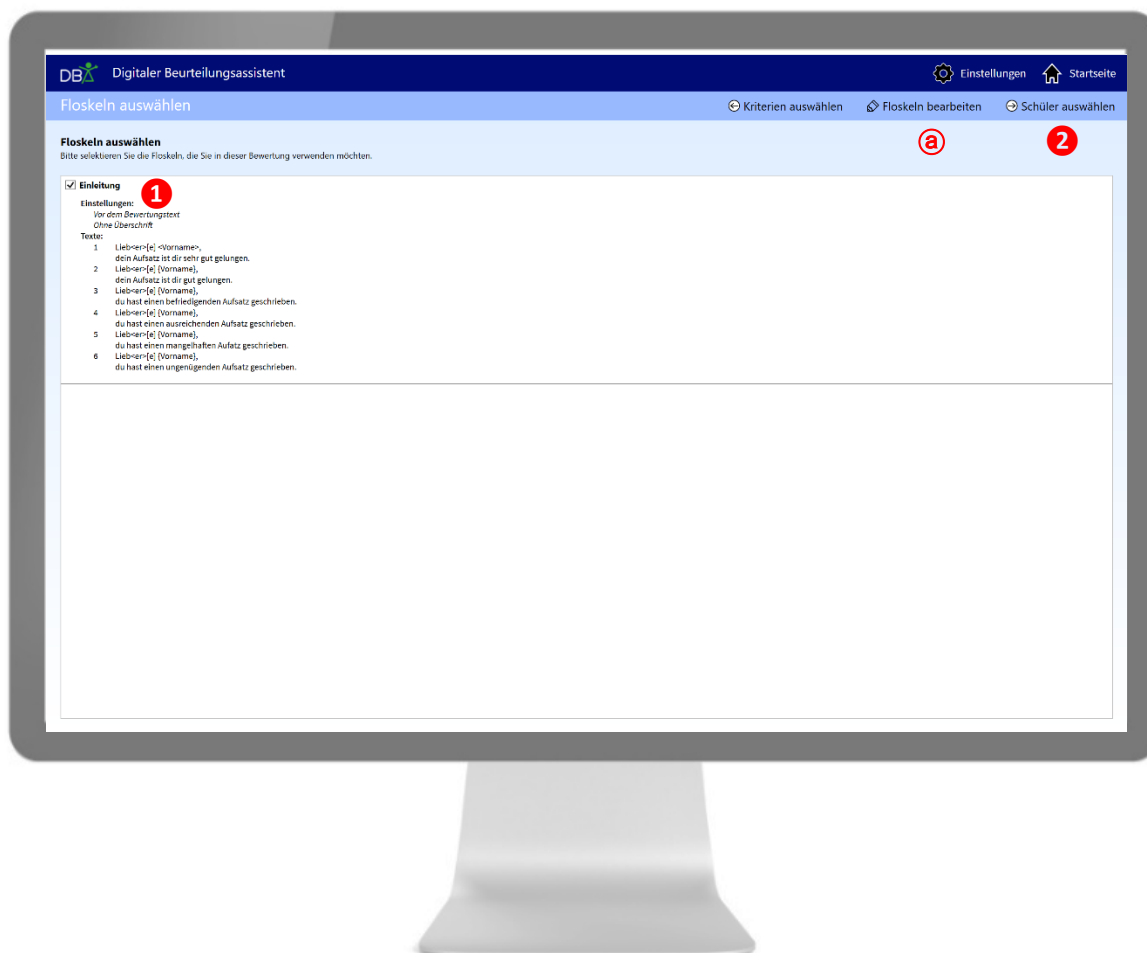 DBA Digitaler Beurteilungsassistent Einstellungen Startseite
Floskeln auswählen Kriterien auswählen Floskeln bearbeiten Schüler auswählen
a 2
Floskeln auswählen
Bitte selektieren Sie die Floskeln, die Sie in dieser Bewertung verwenden möchten.
Einleitung
1
Einstellungen:
Vor dem Bewertungstext
Ohne Überschrift
Texte:
1 Lieb<er>[e] <Vorname>,
dein Aufsatz ist dir sehr gut gelungen.
2 Lieb<er>[e] {Vorname},
dein Aufsatz ist dir gut gelungen.
3 Lieb<er>[e] {Vorname},
du hast einen befriedigenden Aufsatz geschrieben.
4 Lieb<er>[e] {Vorname},
du hast einen ausreichenden Aufsatz geschrieben.
5 Lieb<er>[e] {Vorname},
du hast einen mangelhaften Aufatz geschrieben.
6 Lieb<er>[e] {Vorname},
du hast einen ungenügenden Aufsatz geschrieben.